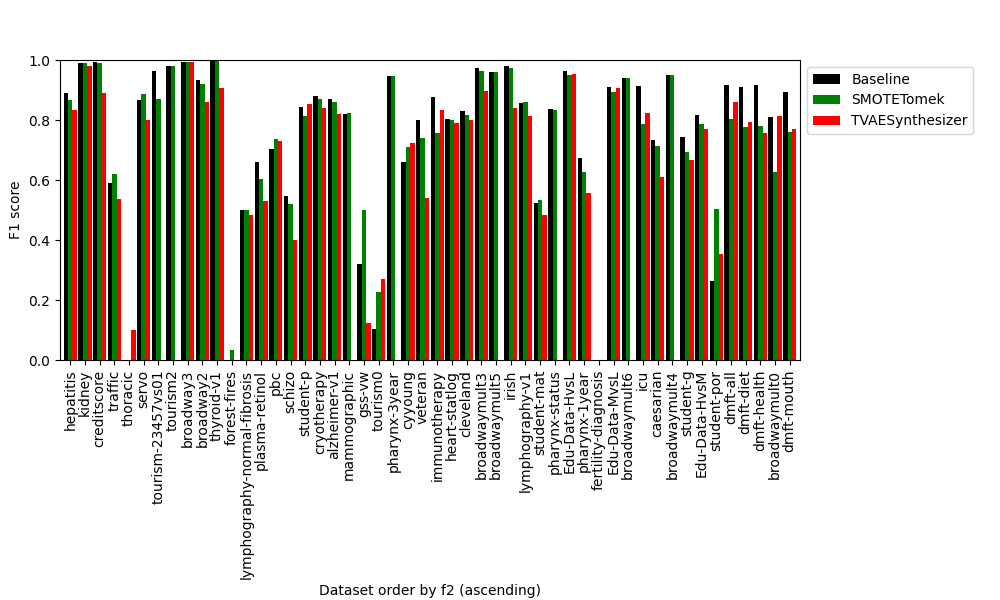 Baseline
SMOTETomek
TVAESynthesizer
F1 score
1.0
0.8
0.6
0.4
0.2
0.0
hepatitis
kidney
creditscore
traffic
thoracic
servo
tourism-23457vs01
tourism2
broadway3
broadway2
thyroid-v1
forest-fires
lymphography-normal-fibrosis
plasma-retinol
pbc
schizo
student-p
cryotherapy
alzheimer-v1
mammographic
gss-vw
tourism0
pharynx-3year
cyyoung
veteran
immunotherapy
heart-statlog
cleveland
broadwaymult3
broadwaymult5
irish
lymphography-v1
student-mat
pharynx-status
Edu-Data-HvsL
pharynx-1year
fertility-diagnosis
Edu-Data-MvsL
broadwaymult6
icu
caesarian
broadwaymult4
student-g
Edu-Data-HvsM
student-por
dmft-all
dmft-diet
dmft-health
broadwaymult0
dmft-mouth
Dataset order by f2 (ascending)